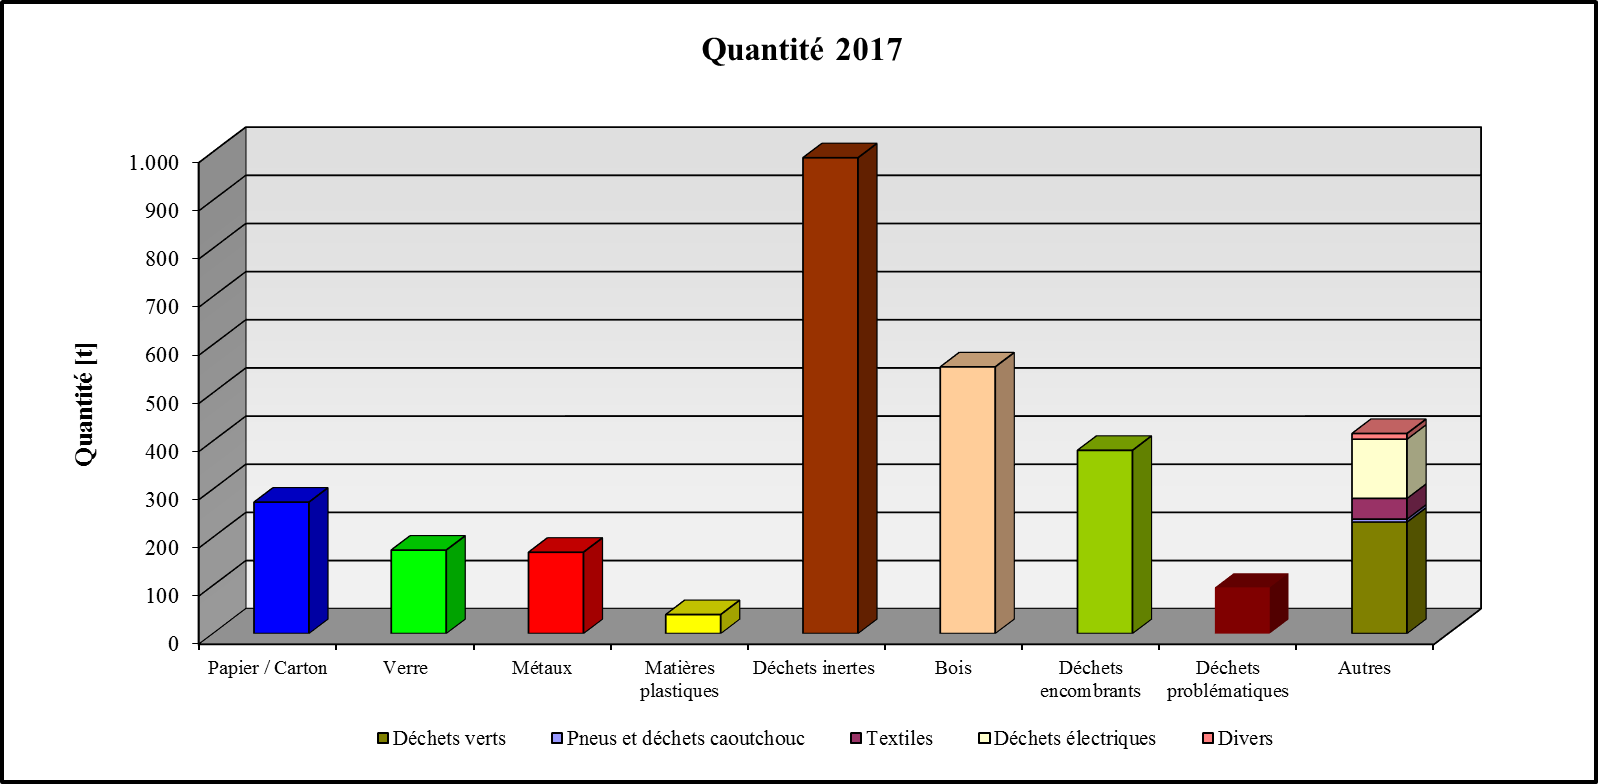 Quantité 2017
Quantité [t]
1.000
900
800
700
600
500
400
300
200
100
0
Papier / Carton
Verre
Métaux
Matières
plastiques
Déchets inertes
Bois
Déchets
encombrants
Déchets
problématiques
Autres
Déchets verts
Pneus et déchets caoutchouc
Textiles
Déchets électriques
Divers